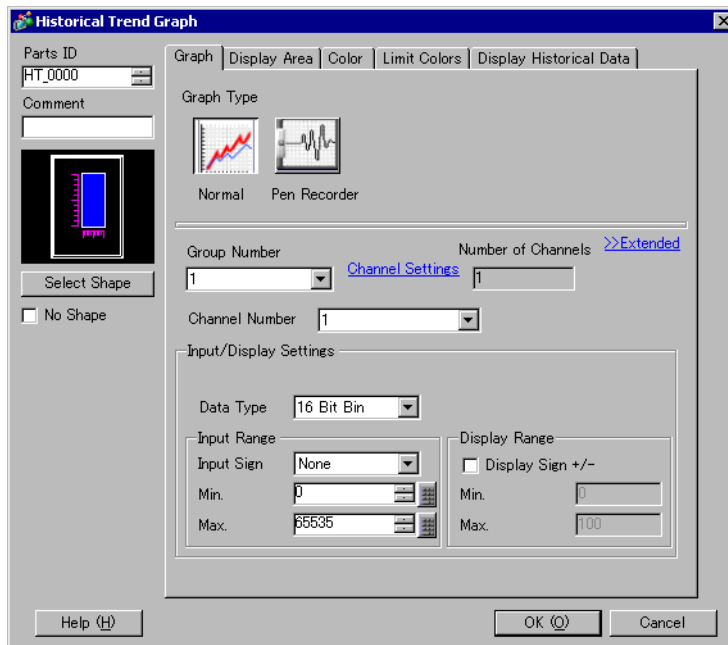 Historical Trend Graph
Parts ID
HT_0000
Comment
Select Shape
No Shape
Graph
Display Area
Color
Limit Colors
Display Historical Data
Graph Type
Normal
Pen Recorder
Group Number
1
Channel Settings
Number of Channels
1
>>Extended
Channel Number
1
Input/Display Settings
Data Type
16 Bit Bin
Input Range
Input Sign
None
Min.
0
Max.
65535
Display Range
Display Sign +/-
Min.
0
Max.
100
Help (H)
OK (O)
Cancel